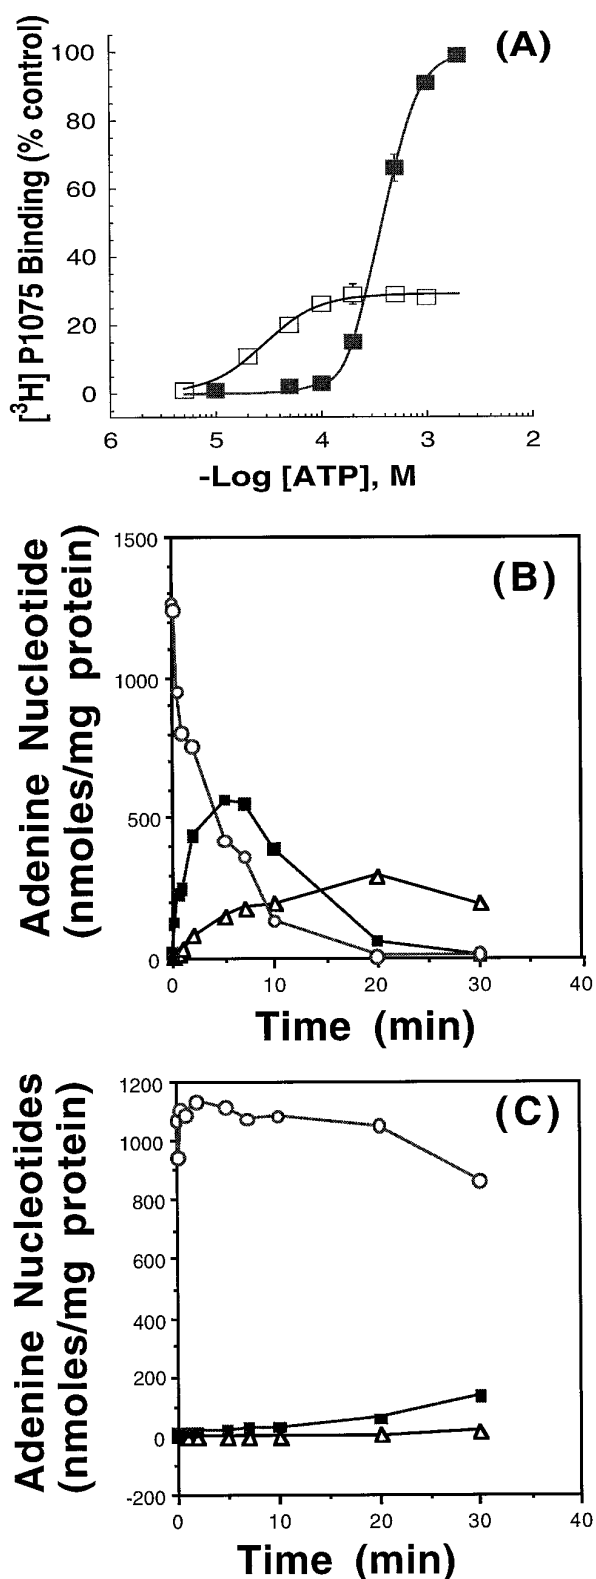 (A)
[³H] P1075 Binding (% control)
100
80
60
40
20
0
6 5 4 3 2
-Log [ATP], M
(B)
Adenine Nucleotide
(nmoles/mg protein)
1500
1000
500
0
0 10 20 30 40
Time (min)
(C)
Adenine Nucleotides
(nmoles/mg protein)
1200
1000
800
600
400
200
0
-200
0 10 20 30 40
Time (min)